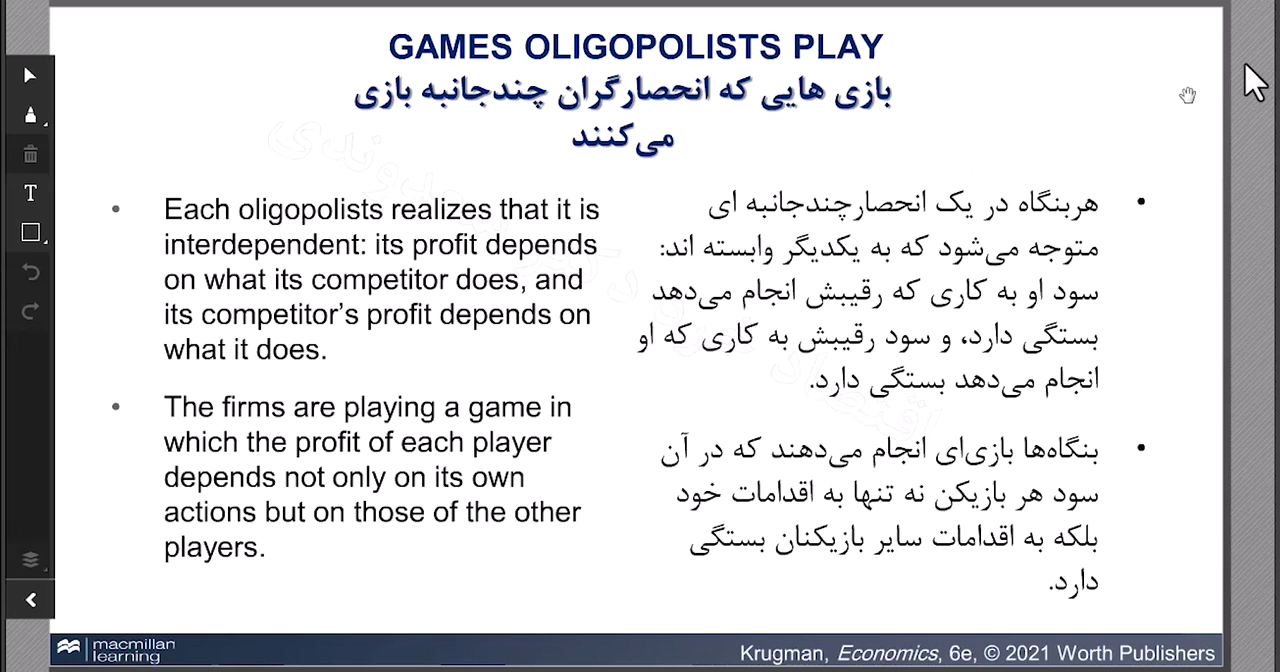 GAMES OLIGOPOLISTS PLAY
بازی هایی که انحصارگران چندجانبه بازی
می‌کنند
• Each oligopolists realizes that it is
interdependent: its profit depends
on what its competitor does, and
its competitor’s profit depends on
what it does.
• The firms are playing a game in
which the profit of each player
depends not only on its own
actions but on those of the other
players.
• هربنگاه در یک انحصارچندجانبه ای
متوجه می‌شود که به یکدیگر وابسته اند:
سود او به کاری که رقیبش انجام می‌دهد
بستگی دارد، و سود رقیبش به کاری که او
انجام می‌دهد بستگی دارد.
• بنگاه‌ها بازی‌ای انجام می‌دهند که در آن
سود هر بازیکن نه تنها به اقدامات خود
بلکه به اقدامات سایر بازیکنان بستگی
دارد.
macmillan
learning
Krugman, Economics, 6e, © 2021 Worth Publishers